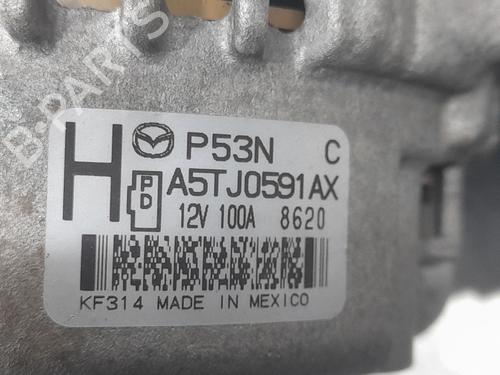 B-PARTS
H P53N C
P D A5TJ0591AX
12V 100A 8620
KF314 MADE IN MEXICO